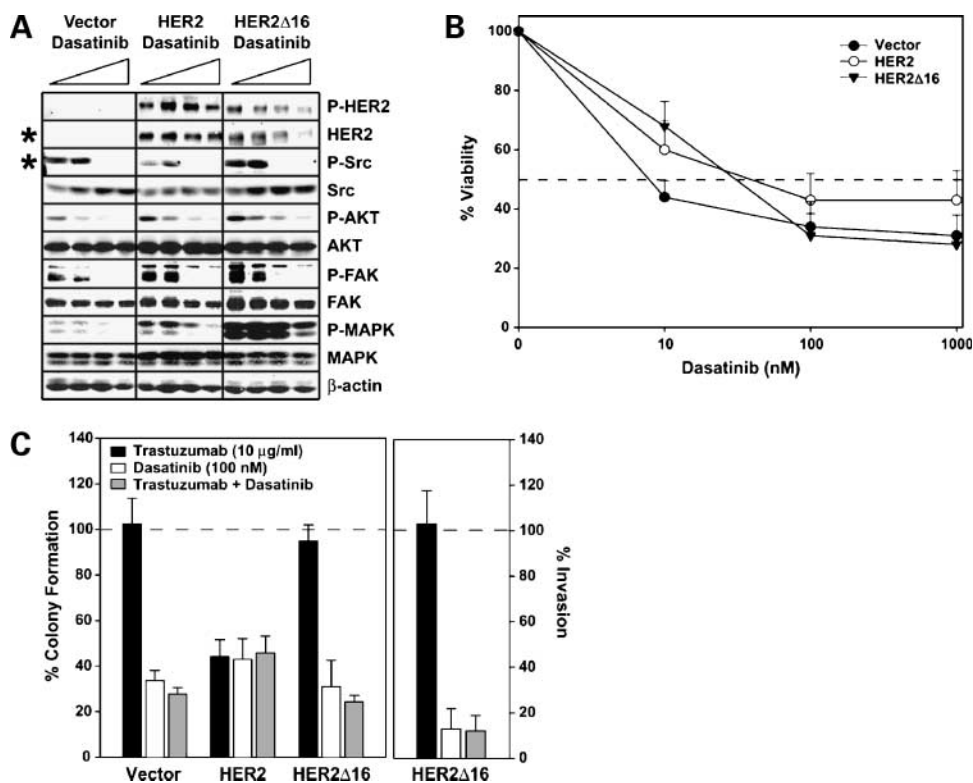 A
Vector HER2 HER2Δ16
Dasatinib Dasatinib Dasatinib
P-HER2
* HER2
* P-Src
Src
P-AKT
AKT
P-FAK
FAK
P-MAPK
MAPK
β-actin
B
100
80
60
40
20
0
% Viability
Vector
HER2
HER2Δ16
0 10 100 1000
Dasatinib (nM)
C
140
120
100
80
60
40
20
0
% Colony Formation
Trastuzumab (10 μg/ml)
Dasatinib (100 nM)
Trastuzumab + Dasatinib
Vector HER2 HER2Δ16
140
120
100
80
60
40
20
0
% Invasion
HER2Δ16